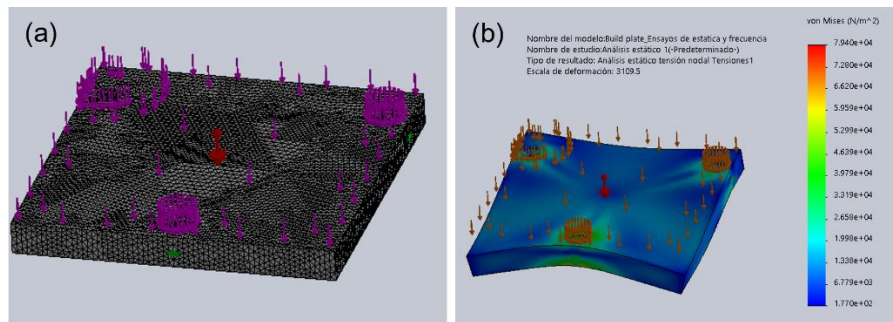 (a)
(b)
Nombre del modelo:Build plate_Ensayos de estatica y frecuencia
Nombre de estudio:Análisis estático 1(-Predeterminado-)
Tipo de resultado: Análisis estático tensión nodal Tensiones1
Escala de deformación: 3109.5
von Mises (N/m^2)
7.940e+04
7.280e+04
6.620e+04
5.959e+04
5.299e+04
4.639e+04
3.979e+04
3.319e+04
2.658e+04
1.998e+04
1.338e+04
6.779e+03
1.770e+02